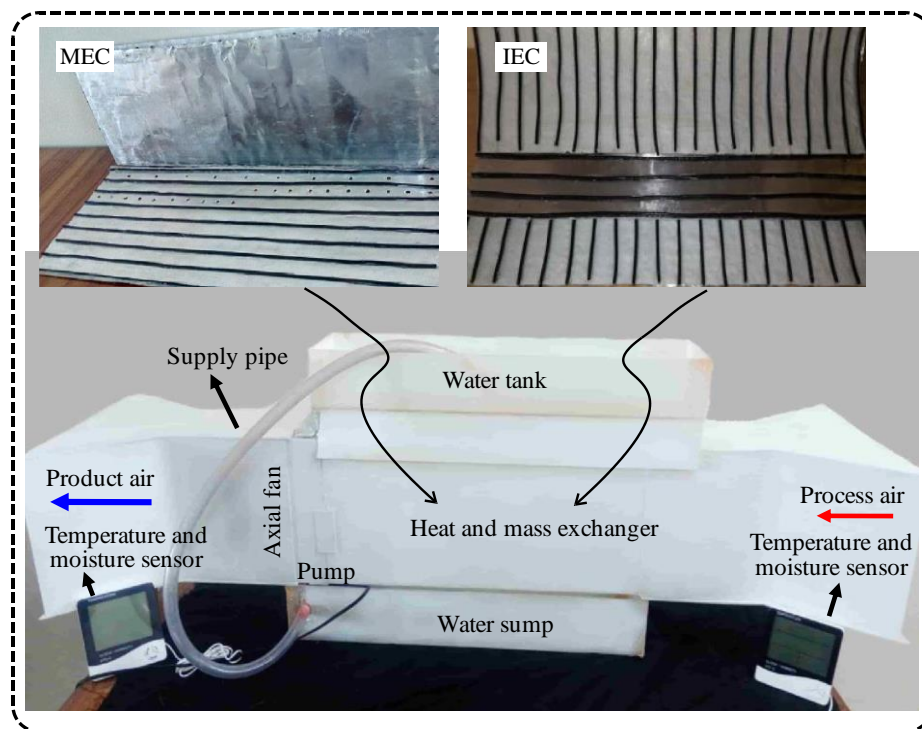 MEC
IEC
Supply pipe
Water tank
Product air
Axial fan
Process air
Temperature and
moisture sensor
Heat and mass exchanger
Temperature and
moisture sensor
Pump
Water sump